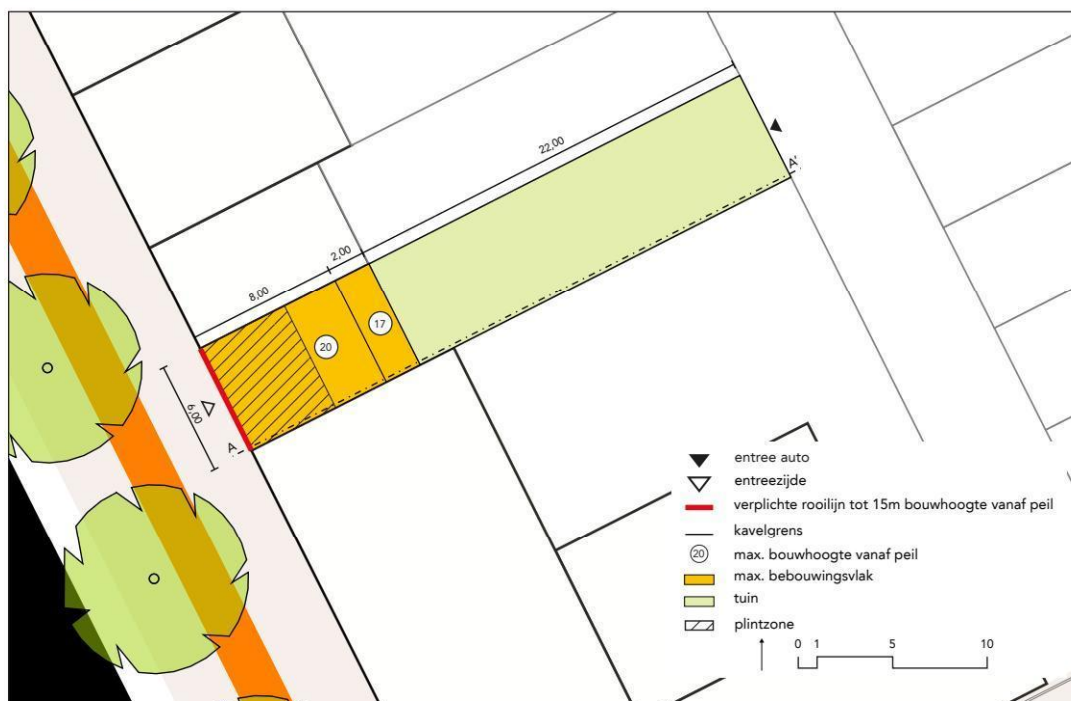 22,00
A'
2,00
8,00
17
20
6,00
A
entree auto
entreezijde
verplichte rooilijn tot 15m bouwhoogte vanaf peil
kavelgrens
20 max. bouwhoogte vanaf peil
max. bebouwingsvlak
tuin
plintzone
0 1 5 10